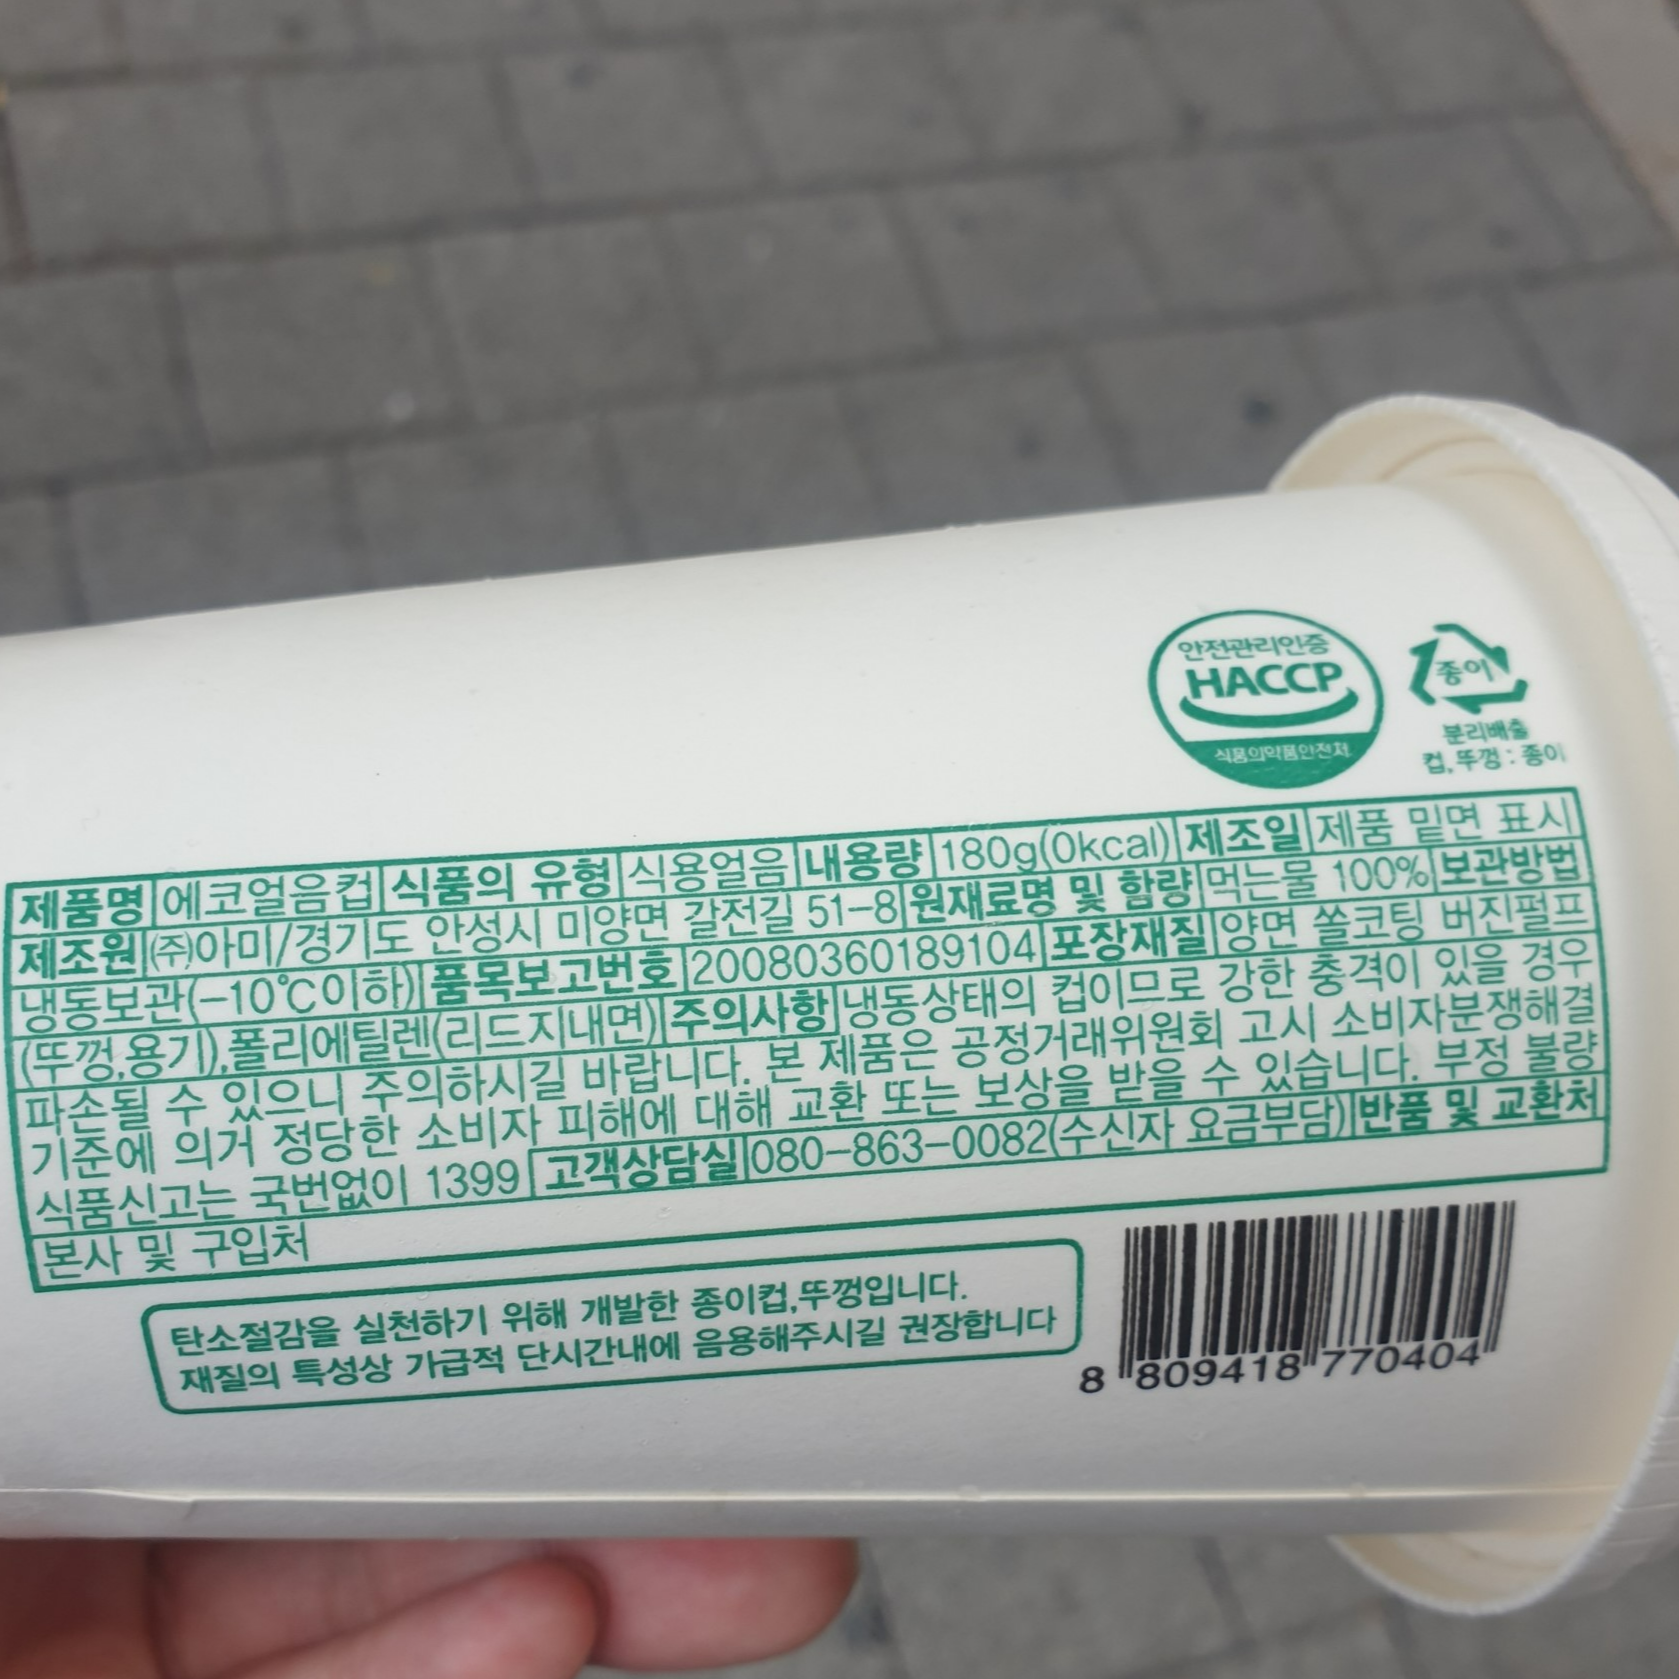 안전관리인증
HACCP
식품의약품안전처
종이
분리배출
컵,뚜껑 : 종이
제품명 에코얼음컵 식품의 유형 식용얼음 내용량 180g(0kcal) 제조일 제품 밑면 표시
제조원 ㈜아미/경기도 안성시 미양면 갈전길 51-8 원재료명 및 함량 먹는물 100% 보관방법
냉동보관(-10℃이하) 품목보고번호 20080360189104 포장재질 양면 쏠코팅 버진펄프
(뚜껑,용기),폴리에틸렌(리드지내면) 주의사항 냉동상태의 컵이므로 강한 충격이 있을 경우
파손될 수 있으니 주의하시길 바랍니다. 본 제품은 공정거래위원회 고시 소비자분쟁해결
기준에 의거 정당한 소비자 피해에 대해 교환 또는 보상을 받을 수 있습니다. 부정 불량
식품신고는 국번없이 1399 고객상담실 080-863-0082(수신자 요금부담) 반품 및 교환처
본사 및 구입처
탄소절감을 실천하기 위해 개발한 종이컵,뚜껑입니다.
재질의 특성상 가급적 단시간내에 음용해주시길 권장합니다
8 809418 770404